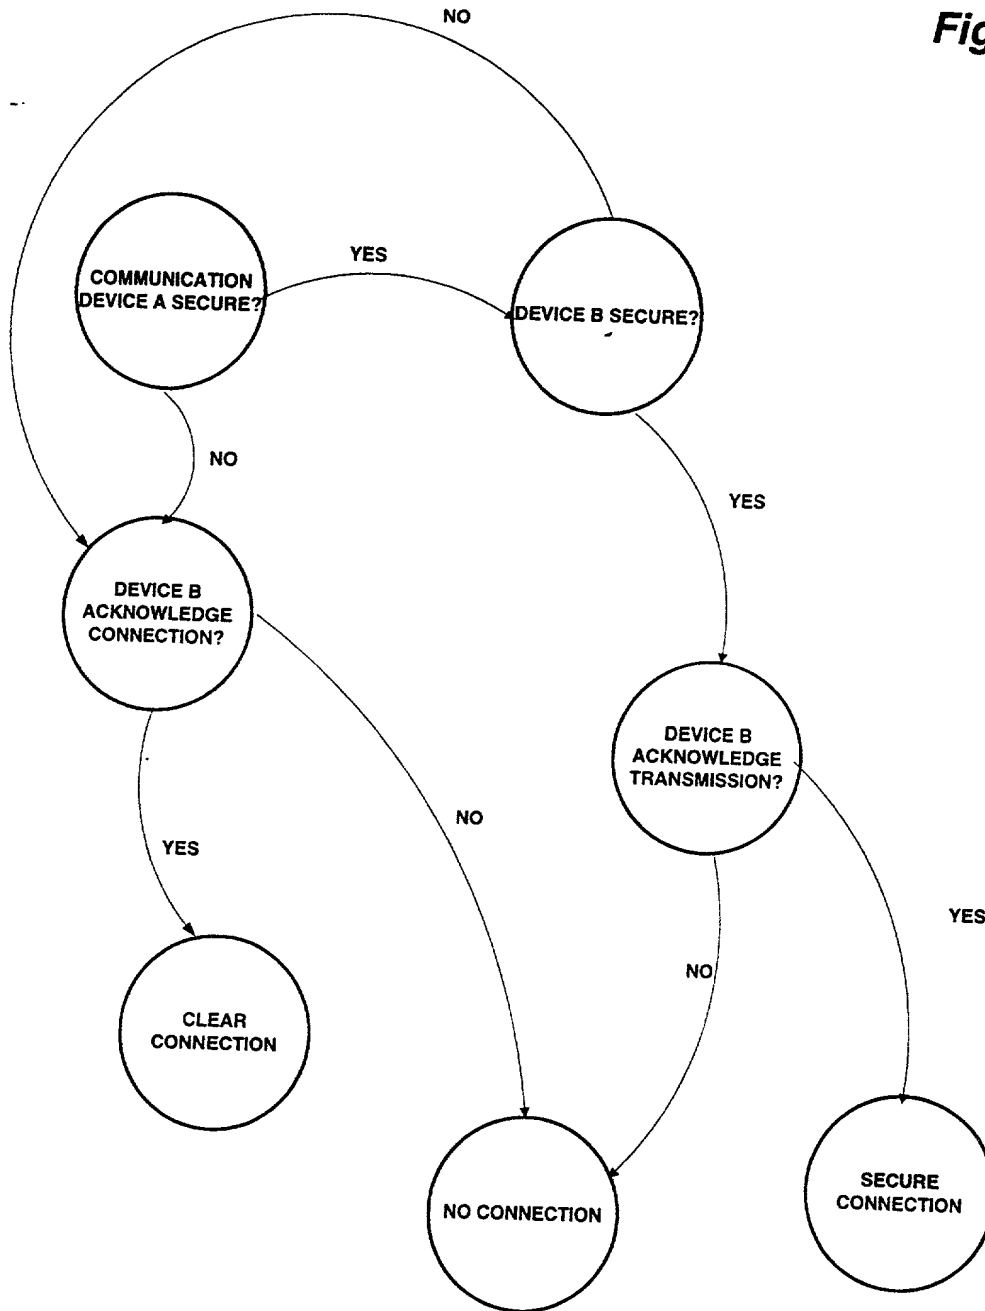 NO
Fig
COMMUNICATION
DEVICE A SECURE?
YES
DEVICE B SECURE?
NO
YES
DEVICE B
ACKNOWLEDGE
CONNECTION?
DEVICE B
ACKNOWLEDGE
TRANSMISSION?
NO
YES
YES
NO
CLEAR
CONNECTION
NO CONNECTION
SECURE
CONNECTION